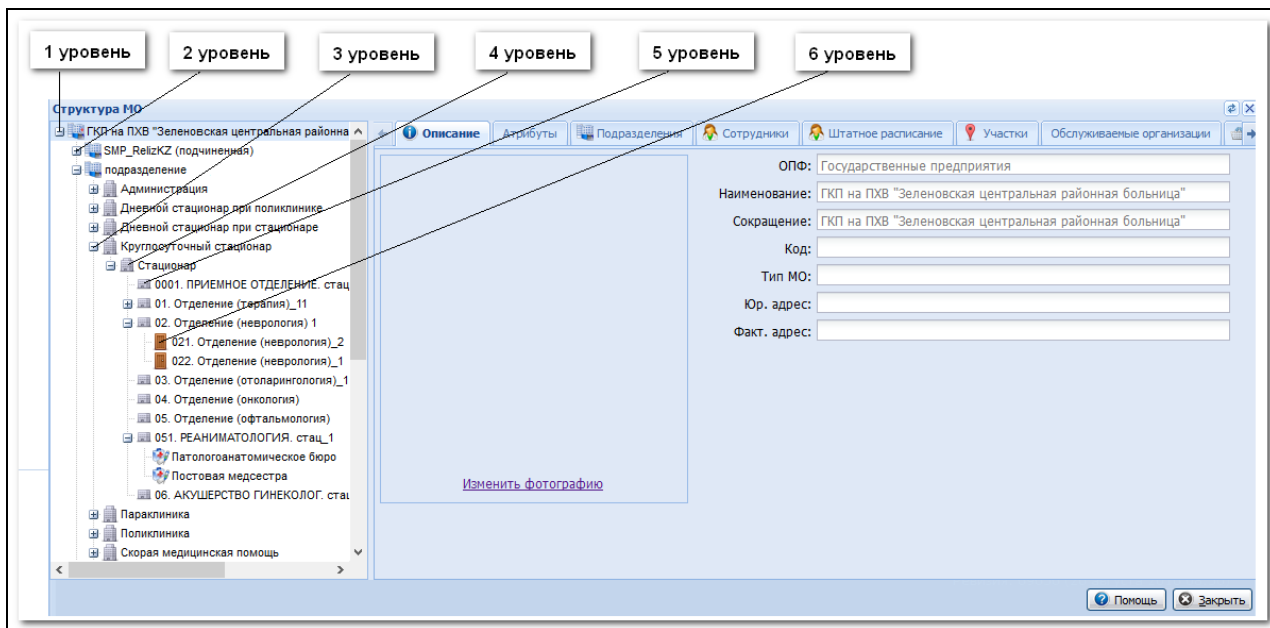 1 уровень
2 уровень
3 уровень
4 уровень
5 уровень
6 уровень
Структура МО
ГКП на ПХВ "Зеленовская центральная районна
SMP_RelizKZ (подчиненная)
подразделение
Администрация
Дневной стационар при поликлинике
Дневной стационар при стационаре
Круглосуточный стационар
Стационар
0001. ПРИЕМНОЕ ОТДЕЛЕНИЕ. стац
01. Отделение (терапия)_11
02. Отделение (неврология) 1
021. Отделение (неврология)_2
022. Отделение (неврология)_1
03. Отделение (отоларингология)_1
04. Отделение (онкология)
05. Отделение (офтальмология)
051. РЕАНИМАТОЛОГИЯ. стац_1
Патологоанатомическое бюро
Постовая медсестра
06. АКУШЕРСТВО ГИНЕКОЛОГ. стац
Параклиника
Поликлиника
Скорая медицинская помощь
Описание
Атрибуты
Подразделения
Сотрудники
Штатное расписание
Участки
Обслуживаемые организации
Изменить фотографию
ОПФ: Государственные предприятия
Наименование: ГКП на ПХВ "Зеленовская центральная районная больница"
Сокращение: ГКП на ПХВ "Зеленовская центральная районная больница"
Код:
Тип МО:
Юр. адрес:
Факт. адрес:
Помощь
Закрыть